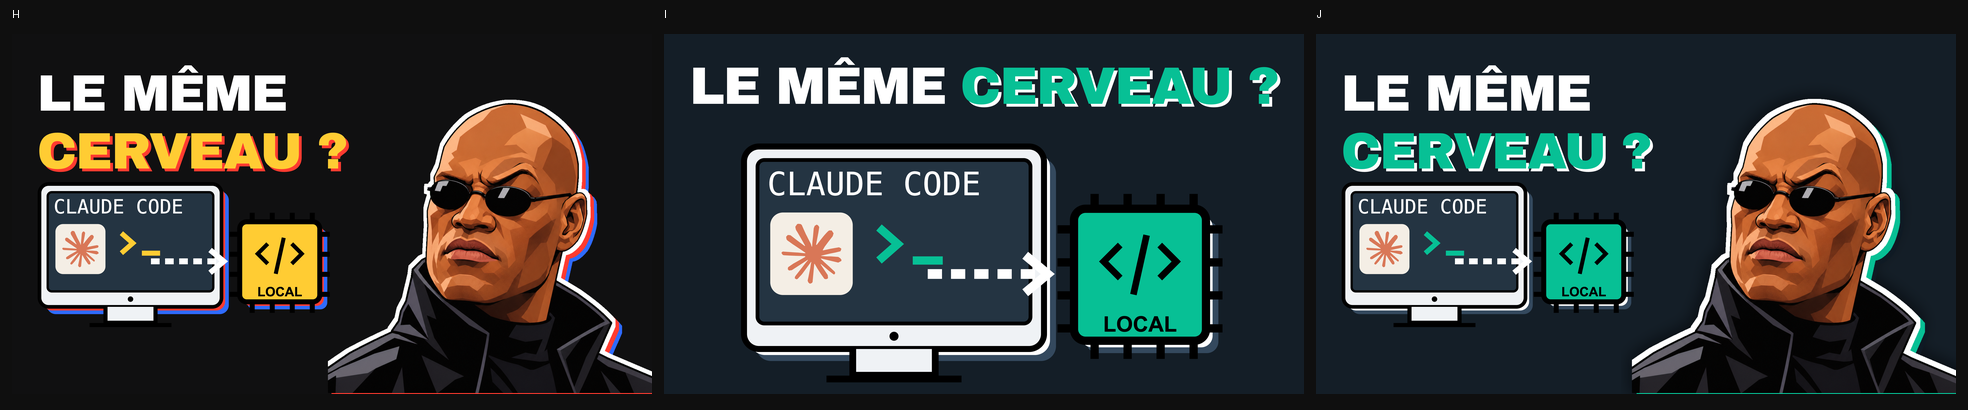 H
LE MÊME
CERVEAU ?
CLAUDE CODE
>_
</>
LOCAL
I
LE MÊME CERVEAU ?
CLAUDE CODE
>_
</>
LOCAL
J
LE MÊME
CERVEAU ?
CLAUDE CODE
>_
</>
LOCAL